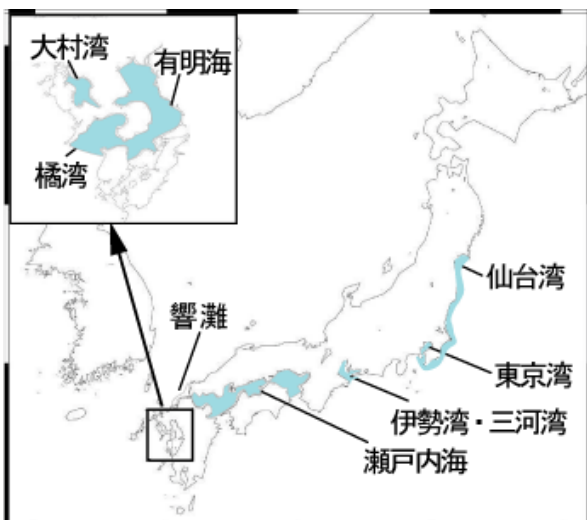 大村湾
有明海
橘湾
仙台湾
響灘
東京湾
伊勢湾・三河湾
瀬戸内海